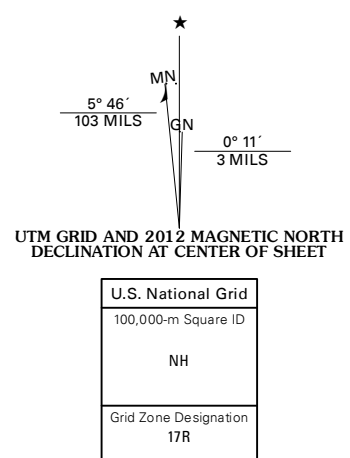 ★
MN.
5° 46´
103 MILS
GN
0° 11´
3 MILS
UTM GRID AND 2012 MAGNETIC NORTH
DECLINATION AT CENTER OF SHEET
U.S. National Grid
100,000-m Square ID
NH
Grid Zone Designation
17R